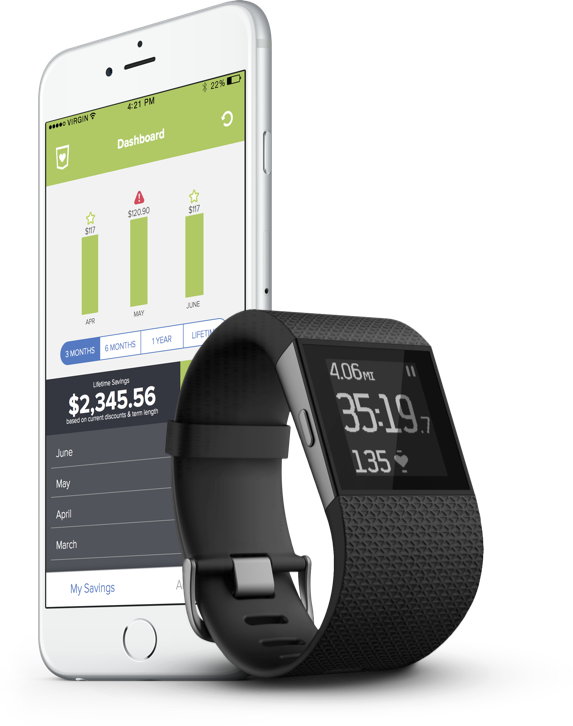 ●●●●○ VIRGIN
4:21 PM
22%
Dashboard
$117
$120.90
$117
APR
MAY
JUNE
3 MONTHS
6 MONTHS
1 YEAR
Lifetime Savings
$2,345.56
based on current discounts & term length
June
May
April
March
My Savings
4.06 MI
35:19.7
135